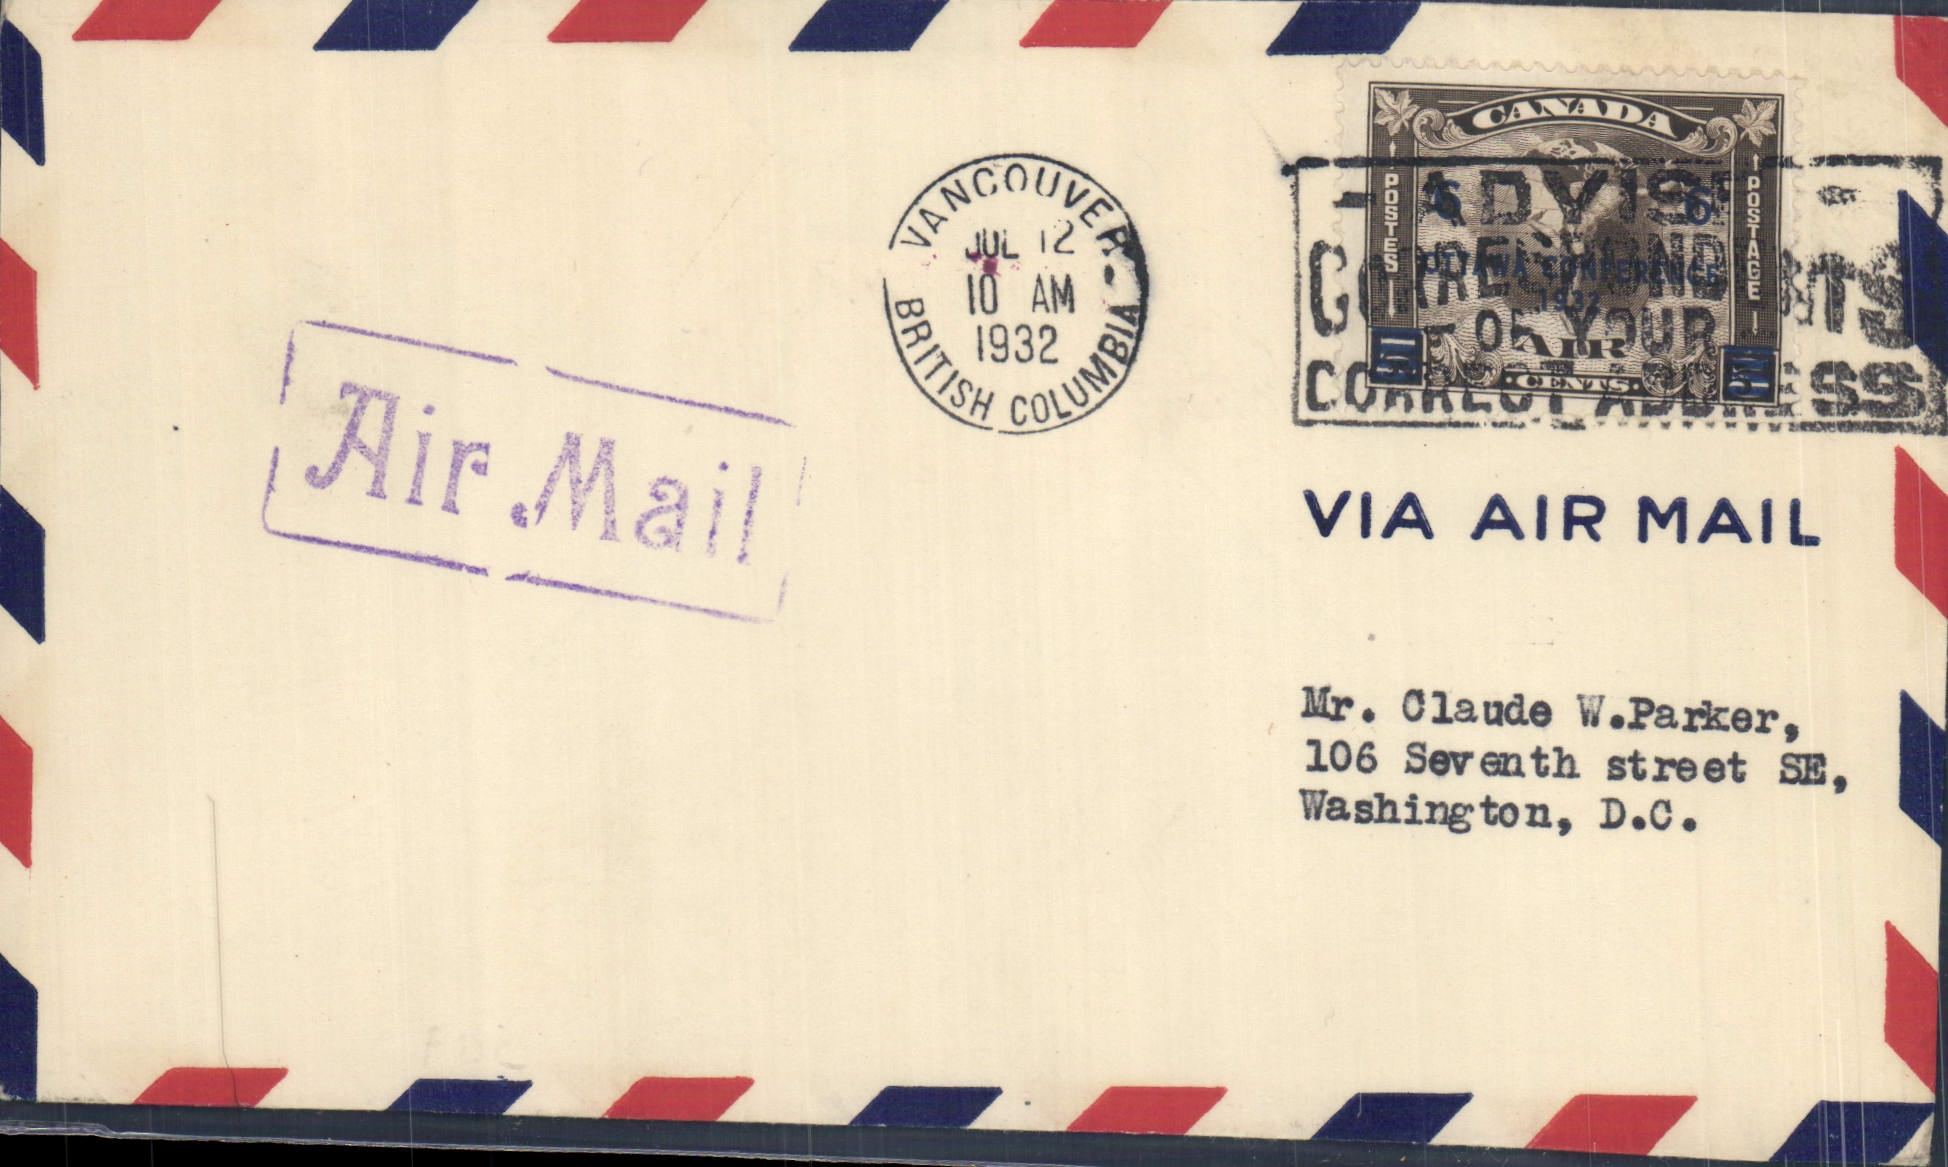 VANCOUVER
JUL 12
10 AM
1932
BRITISH COLUMBIA
CANADA
POSTES
POSTAGE
6 6
OTTAWA CONFERENCE
1932
AIR
CENTS
ADVISE
CORRESPONDENTS
OF YOUR
CORRECT ADDRESS
Air Mail
VIA AIR MAIL
Mr. Claude W.Parker,
106 Seventh street SE,
Washington, D.C.